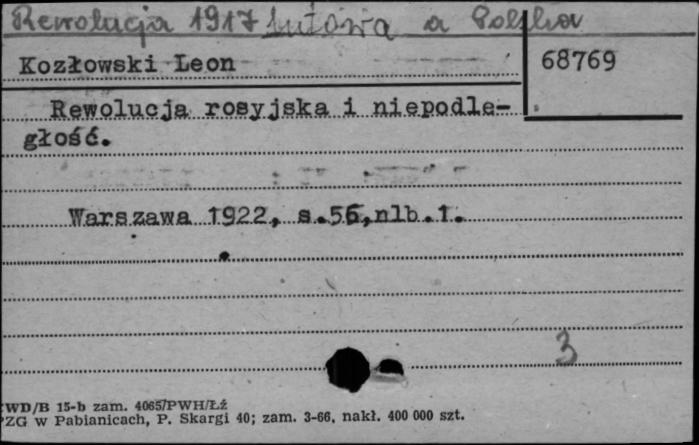 Rewolucja 1917 lutowa a Polska
Kozłowski Leon
68769
Rewolucja rosyjska i niepodle-
głość.
Warszawa 1922, s.56,nlb.1.
3
WD/B 15-b zam. 4065/PWH/Łź
PZG w Pabianicach, P. Skargi 40; zam. 3-66, nakł. 400 000 szt.